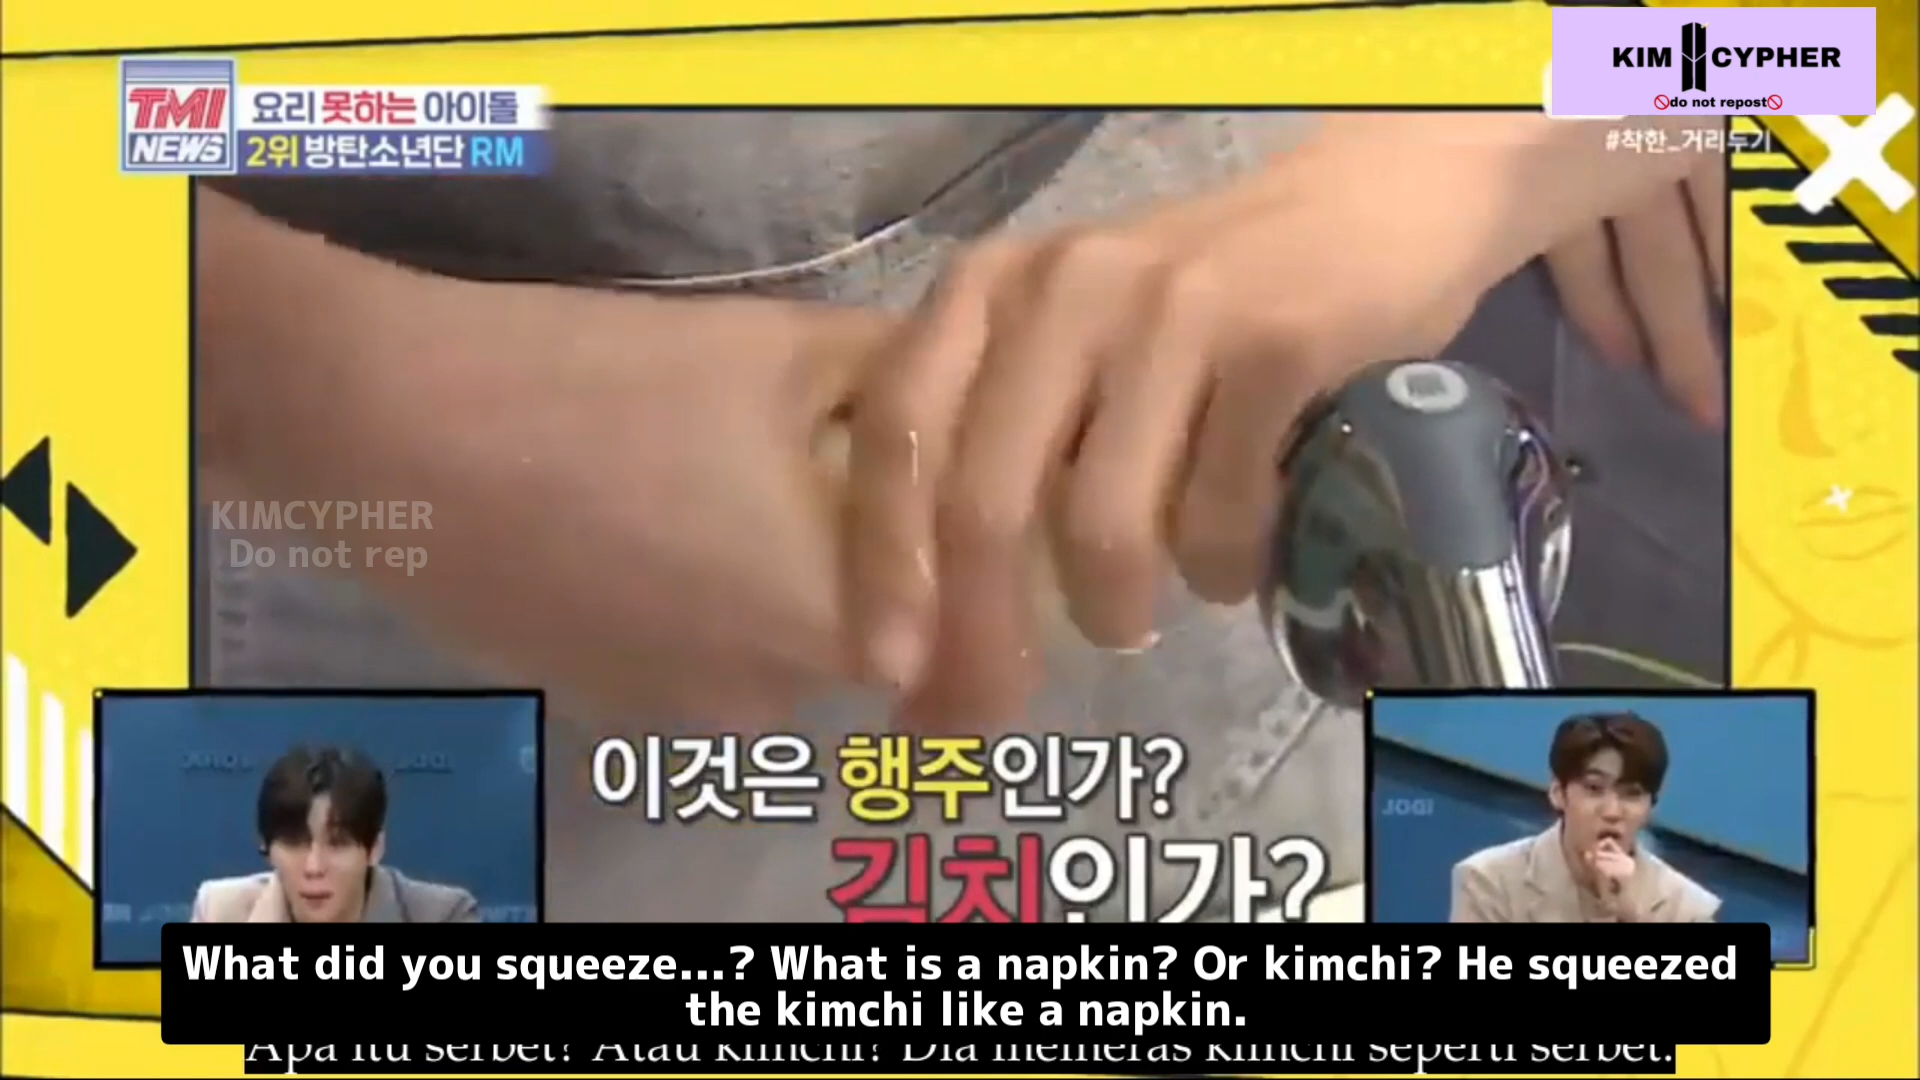 KIM CYPHER
do not repost
TMI NEWS
요리 못하는 아이돌
2위 방탄소년단 RM
#착한_거리두기
KIMCYPHER
Do not rep
IDOL
이것은 행주인가?
김치인가?
What did you squeeze...? What is a napkin? Or kimchi? He squeezed
the kimchi like a napkin.
Apa itu serbet? Atau kimchi? Dia memeras kimchi seperti serbet.